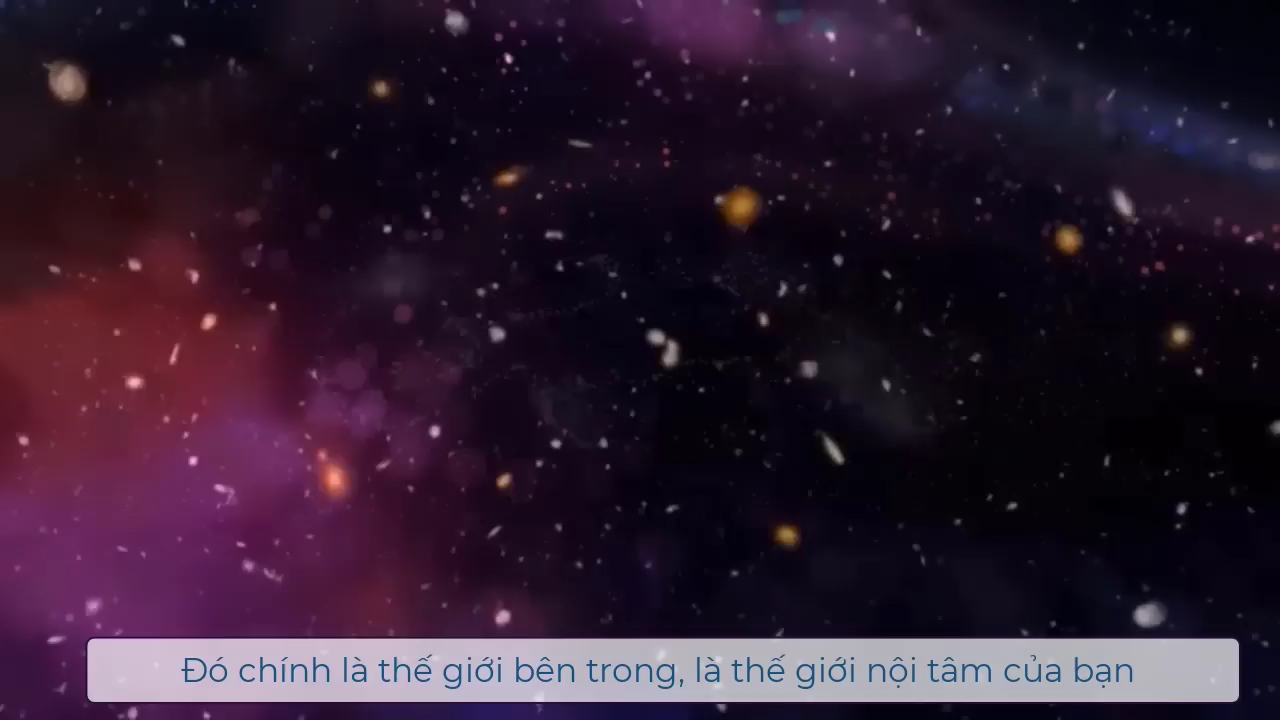 Đó chính là thế giới bên trong, là thế giới nội tâm của bạn